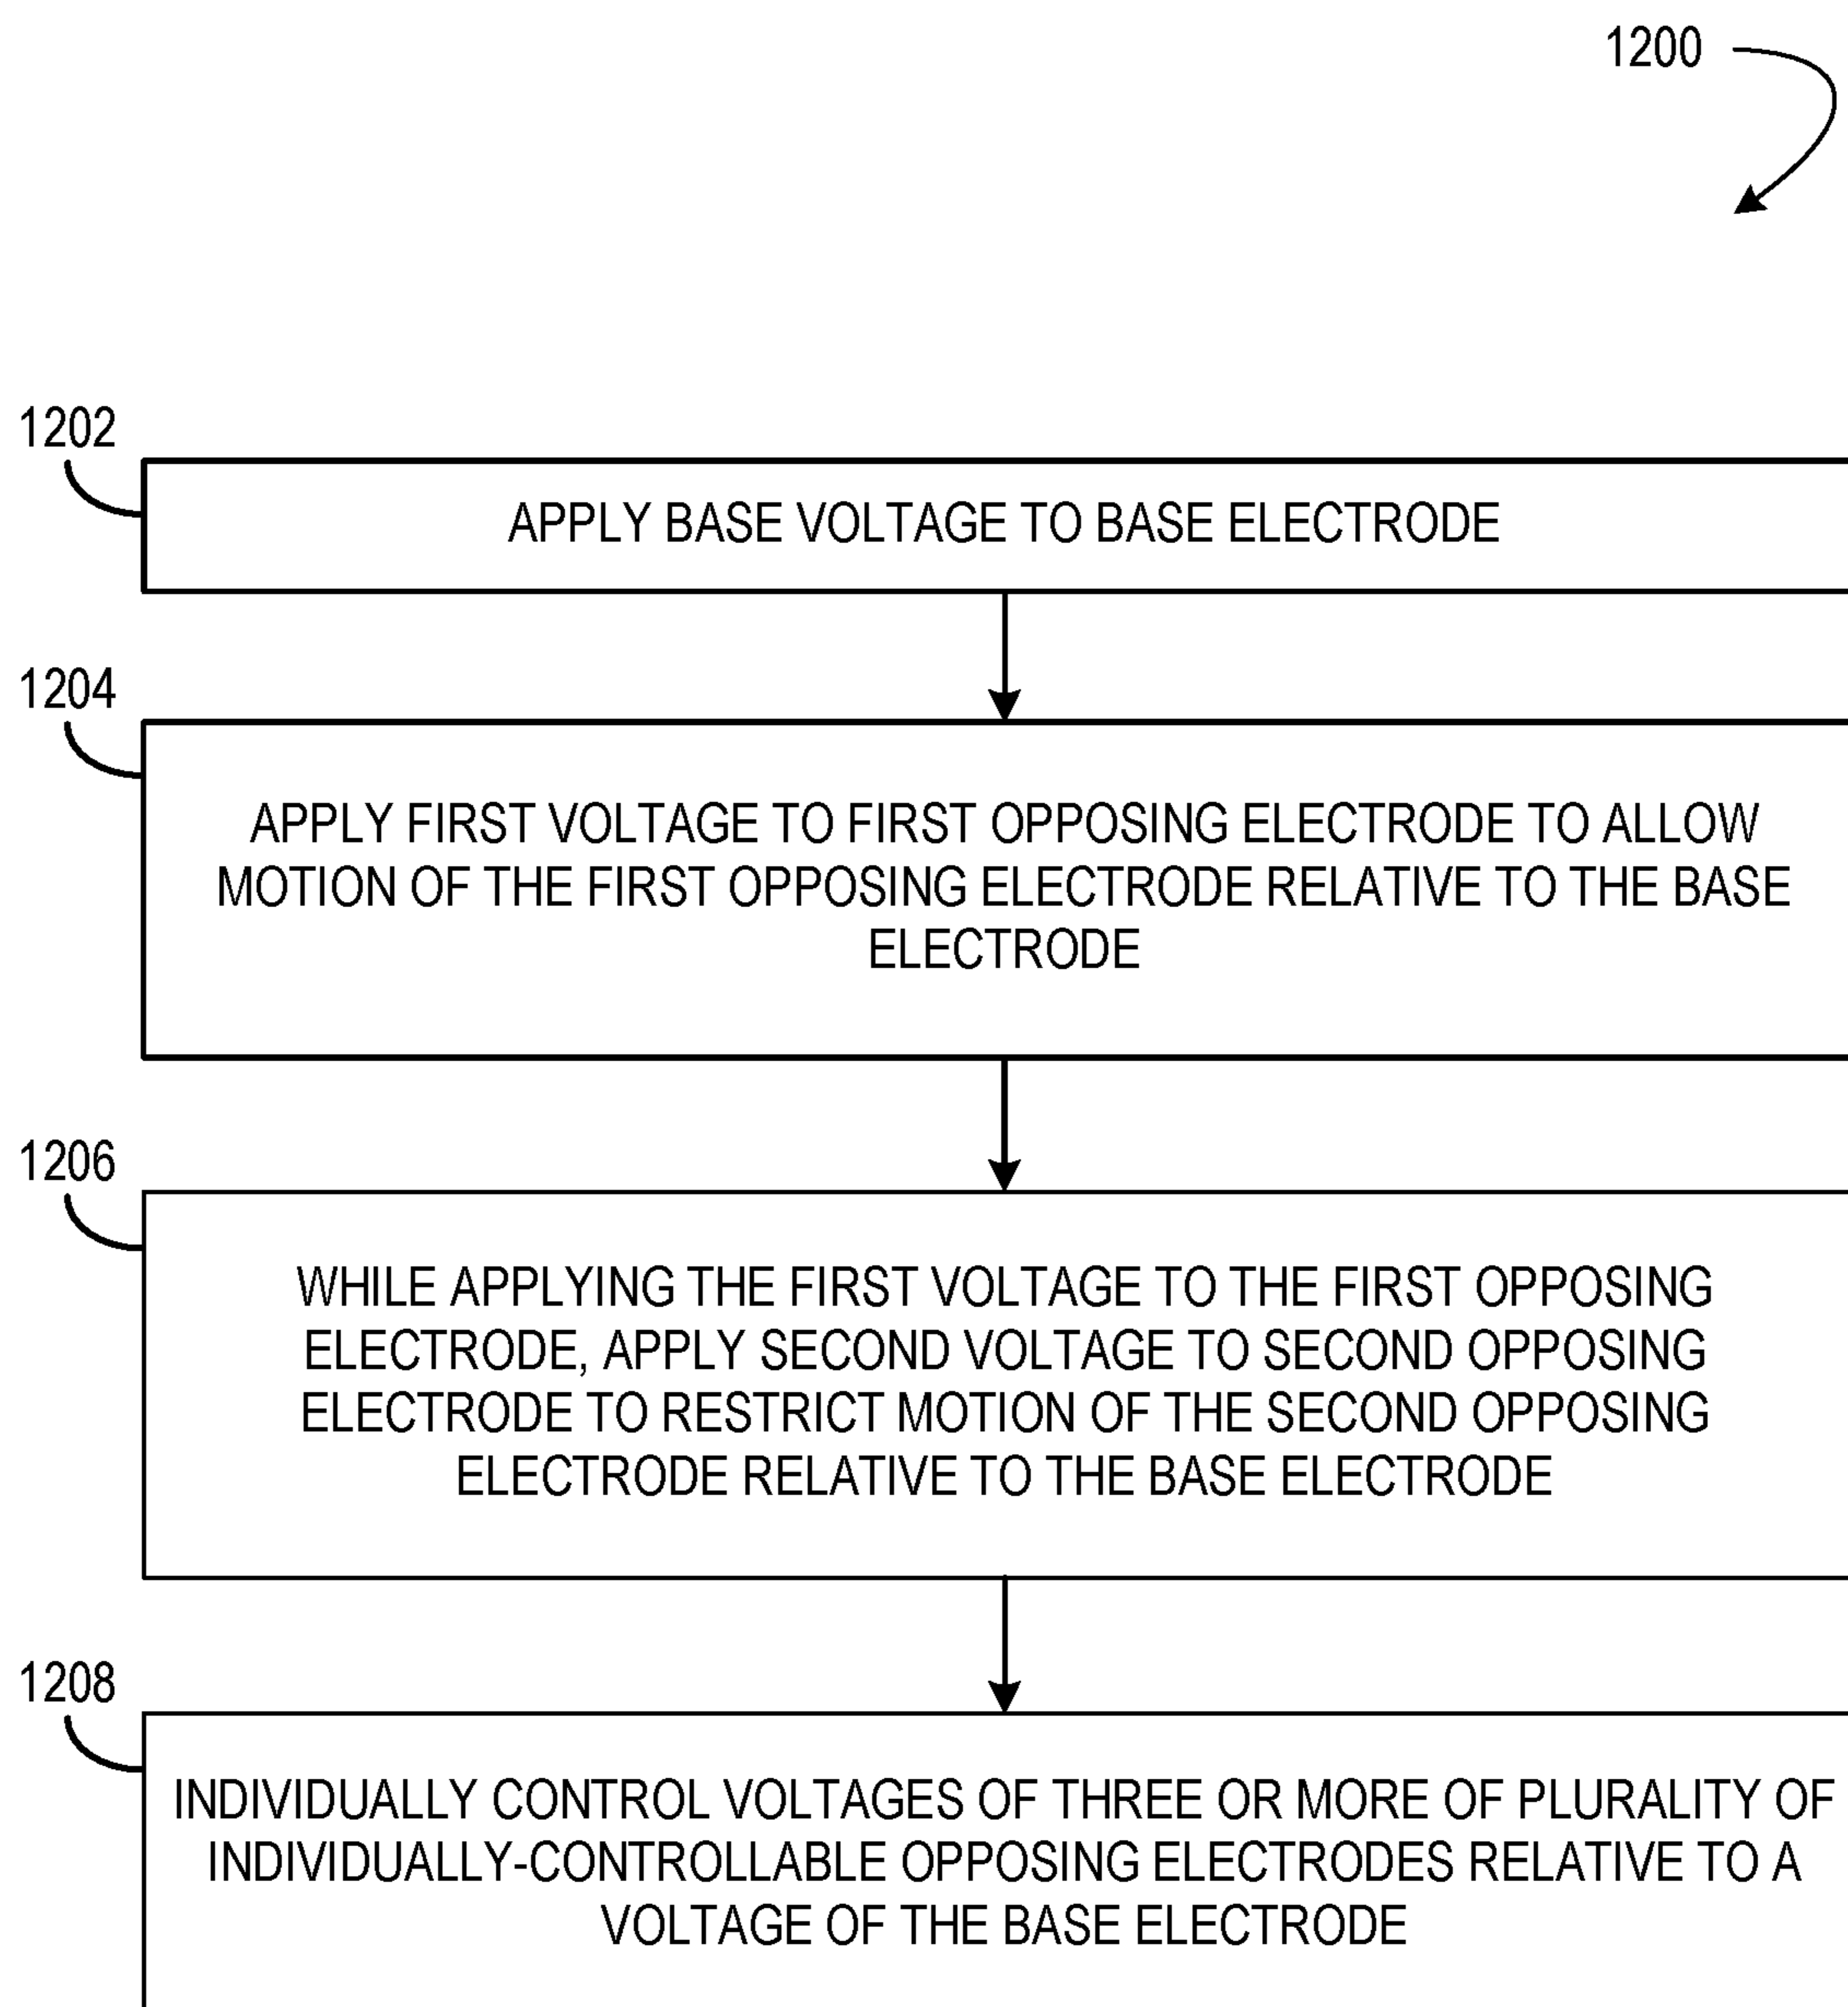 1200
1202
APPLY BASE VOLTAGE TO BASE ELECTRODE
1204
APPLY FIRST VOLTAGE TO FIRST OPPOSING ELECTRODE TO ALLOW
MOTION OF THE FIRST OPPOSING ELECTRODE RELATIVE TO THE BASE
ELECTRODE
1206
WHILE APPLYING THE FIRST VOLTAGE TO THE FIRST OPPOSING
ELECTRODE, APPLY SECOND VOLTAGE TO SECOND OPPOSING
ELECTRODE TO RESTRICT MOTION OF THE SECOND OPPOSING
ELECTRODE RELATIVE TO THE BASE ELECTRODE
1208
INDIVIDUALLY CONTROL VOLTAGES OF THREE OR MORE OF PLURALITY OF
INDIVIDUALLY-CONTROLLABLE OPPOSING ELECTRODES RELATIVE TO A
VOLTAGE OF THE BASE ELECTRODE